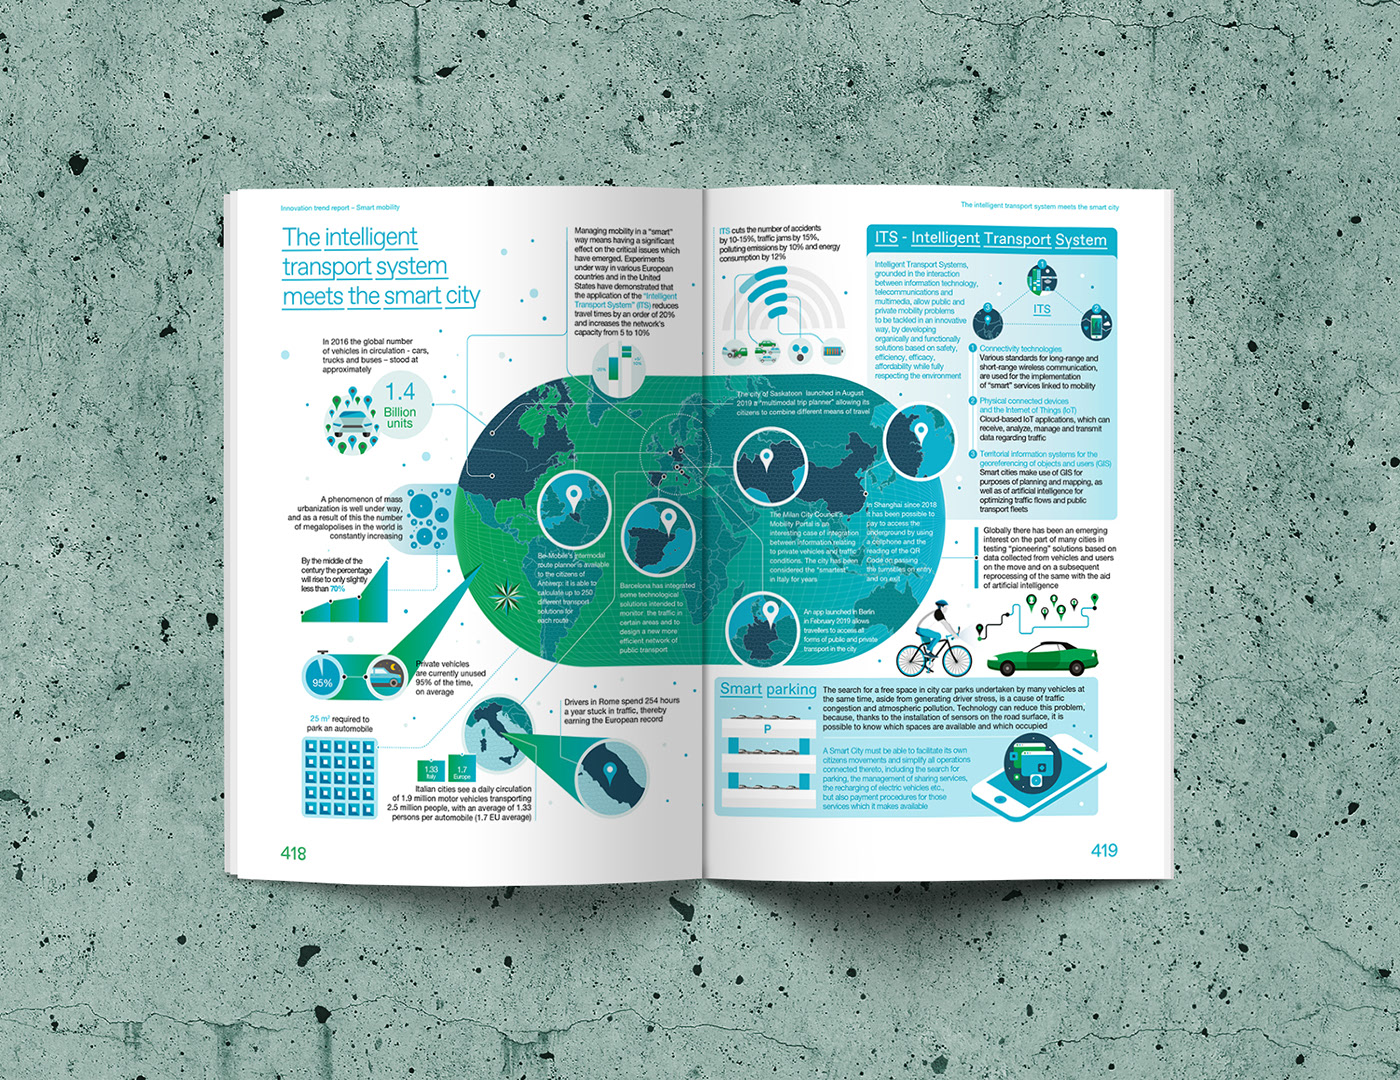 Innovation trend report – Smart mobility
The intelligent
transport system
meets the smart city
In 2016 the global number
of vehicles in circulation - cars,
trucks and buses – stood at
approximately
1.4
Billion
units
A phenomenon of mass
urbanization is well under way,
and as a result of this the number
of megalopolises in the world is
constantly increasing
By the middle of the
century the percentage
will rise to only slightly
less than 70%
95%
Private vehicles
are currently unused
95% of the time,
on average
25 m² required to
park an automobile
1.33
Italy
1.7
Europe
Italian cities see a daily circulation
of 1.9 million motor vehicles transporting
2.5 million people, with an average of 1.33
persons per automobile (1.7 EU average)
Drivers in Rome spend 254 hours
a year stuck in traffic, thereby
earning the European record
Managing mobility in a “smart”
way means having a significant
effect on the critical issues which
have emerged. Experiments
under way in various European
countries and in the United
States have demonstrated that
the application of the “Intelligent
Transport System” (ITS) reduces
travel times by an order of 20%
and increases the network's
capacity from 5 to 10%
Be-Mobile's intermodal
route planner is available
to the citizens of
Antwerp: it is able to
calculate up to 250
different transport
solutions for
each route
Barcelona has integrated
some technological
solutions intended to
monitor the traffic in
certain areas and to
design a new more
efficient network of
public transport
418
The intelligent transport system meets the smart city
ITS cuts the number of accidents
by 10-15%, traffic jams by 15%,
polluting emissions by 10% and energy
consumption by 12%
The city of Saskatoon launched in August
2019 a “multimodal trip planner” allowing its
citizens to combine different means of travel
The Milan City Council's
Mobility Portal is an
interesting case of integration
between information relating
to private vehicles and traffic
conditions. The city has been
considered the “smartest”
in Italy for years
In Shanghai since 2018
it has been possible to
pay to access the
underground by using
a cellphone and the
reading of the QR
Code on passing
the turnstiles on entry
and on exit
An app launched in Berlin
in February 2019 allows
travellers to access all
forms of public and private
transport in the city
ITS - Intelligent Transport System
Intelligent Transport Systems,
grounded in the interaction
between information technology,
telecommunications and
multimedia, allow public and
private mobility problems
to be tackled in an innovative
way, by developing
organically and functionally
solutions based on safety,
efficiency, efficacy,
affordability while fully
respecting the environment
1
3
2
ITS
1 Connectivity technologies
Various standards for long-range and
short-range wireless communication,
are used for the implementation
of “smart” services linked to mobility
2 Physical connected devices
and the Internet of Things (IoT)
Cloud-based IoT applications, which can
receive, analyze, manage and transmit
data regarding traffic
3 Territorial information systems for the
georeferencing of objects and users (GIS)
Smart cities make use of GIS for
purposes of planning and mapping, as
well as of artificial intelligence for
optimizing traffic flows and public
transport fleets
Globally there has been an emerging
interest on the part of many cities in
testing “pioneering” solutions based on
data collected from vehicles and users
on the move and on a subsequent
reprocessing of the same with the aid
of artificial intelligence
Smart parking
P
The search for a free space in city car parks undertaken by many vehicles at
the same time, aside from generating driver stress, is a cause of traffic
congestion and atmospheric pollution. Technology can reduce this problem,
because, thanks to the installation of sensors on the road surface, it is
possible to know which spaces are available and which occupied
A Smart City must be able to facilitate its own
citizens movements and simplify all operations
connected thereto, including the search for
parking, the management of sharing services,
the recharging of electric vehicles etc.,
but also payment procedures for those
services which it makes available
419